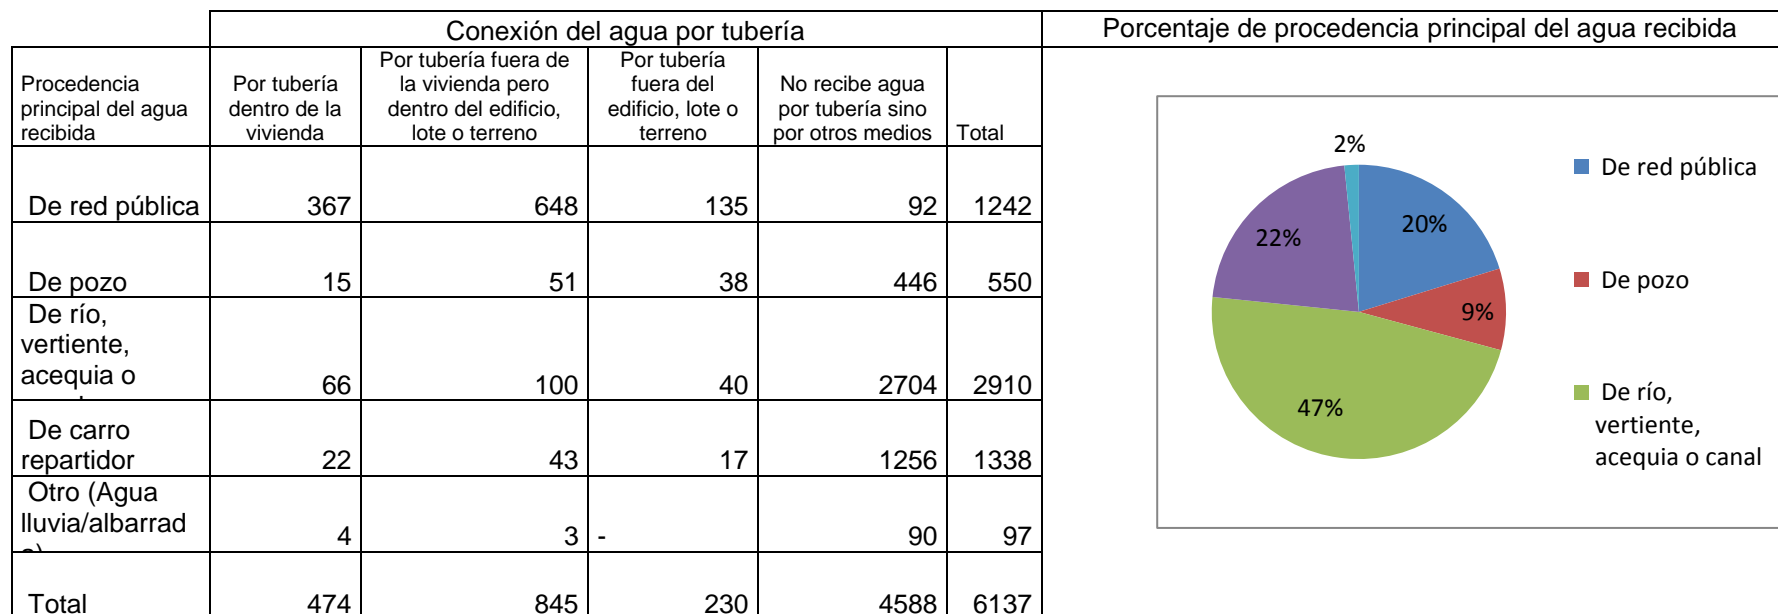 Conexión del agua por tubería
Porcentaje de procedencia principal del agua recibida
Procedencia
principal del agua
recibida
Por tubería
dentro de la
vivienda
Por tubería fuera de
la vivienda pero
dentro del edificio,
lote o terreno
Por tubería
fuera del
edificio, lote o
terreno
No recibe agua
por tubería sino
por otros medios
Total
De red pública 367 648 135 92 1242
De pozo 15 51 38 446 550
De río,
vertiente,
acequia o
66 100 40 2704 2910
De carro
repartidor 22 43 17 1256 1338
Otro (Agua
lluvia/albarrad
4 3 - 90 97
Total 474 845 230 4588 6137
2%
20%
22%
9%
47%
De red pública
De pozo
De río,
vertiente,
acequia o canal